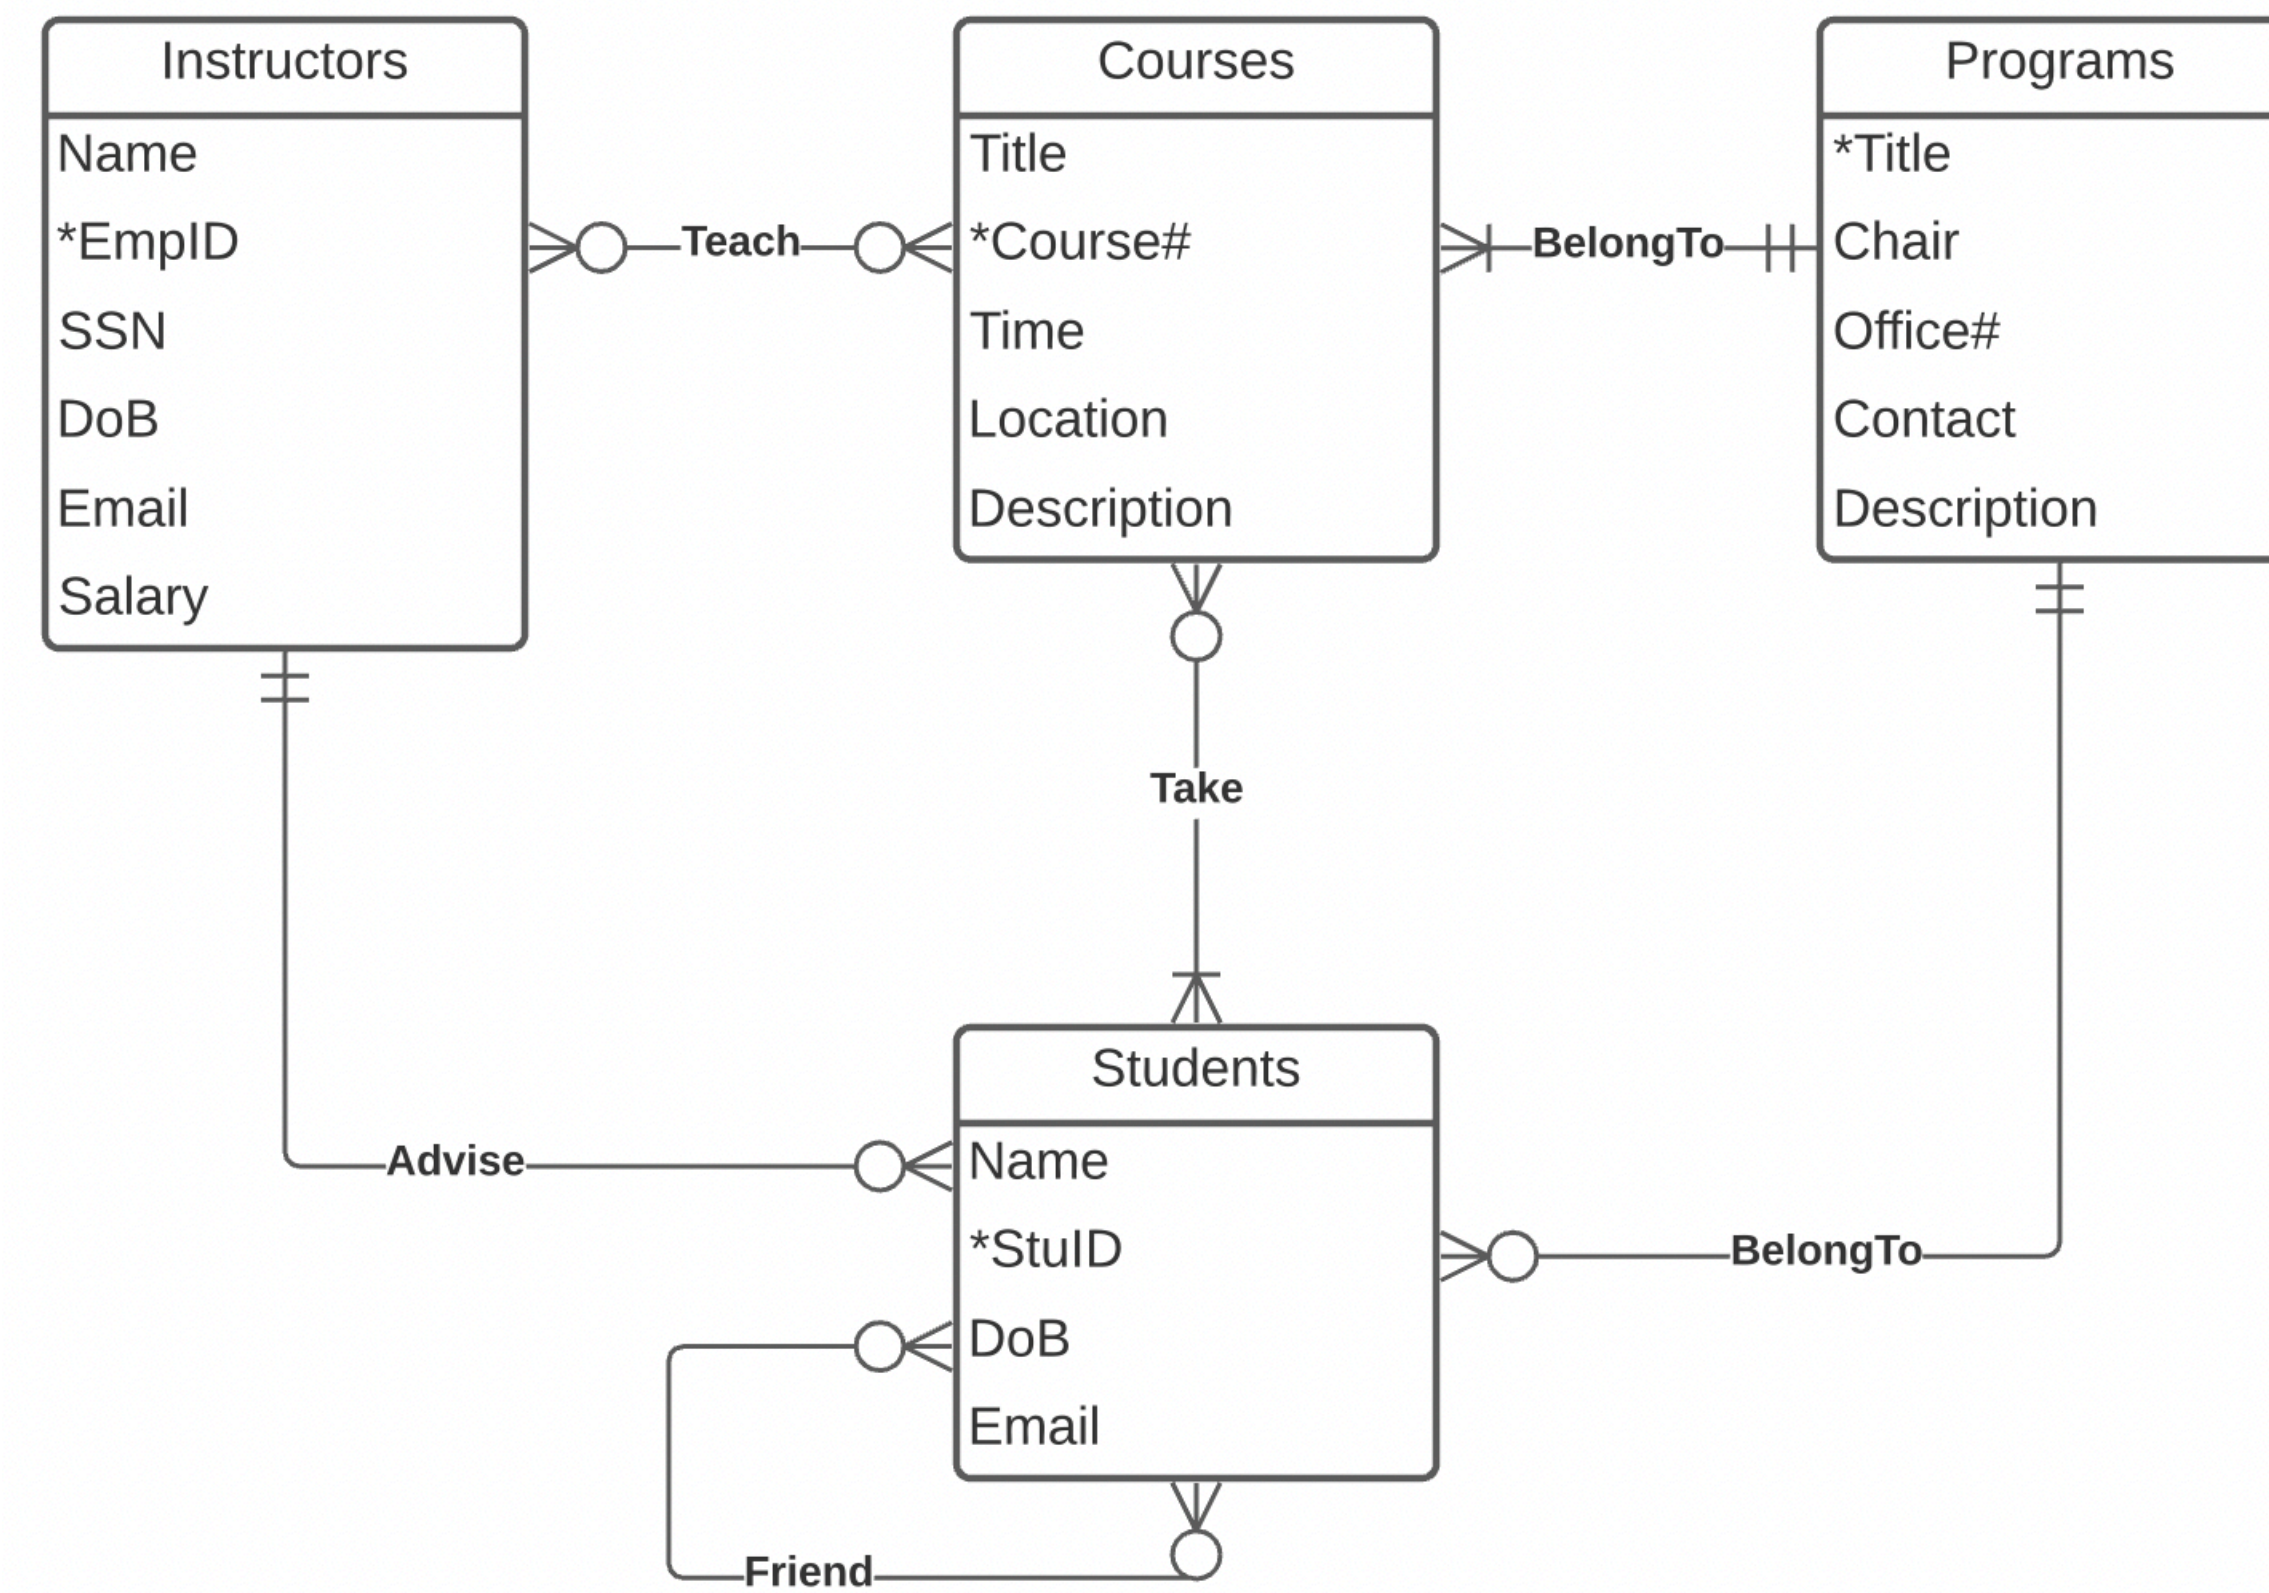 Instructors
Name
*EmpID
SSN
DoB
Email
Salary
Teach
Courses
Title
*Course#
Time
Location
Description
BelongTo
Programs
*Title
Chair
Office#
Contact
Description
Take
Advise
Students
Name
*StuID
DoB
Email
BelongTo
Friend